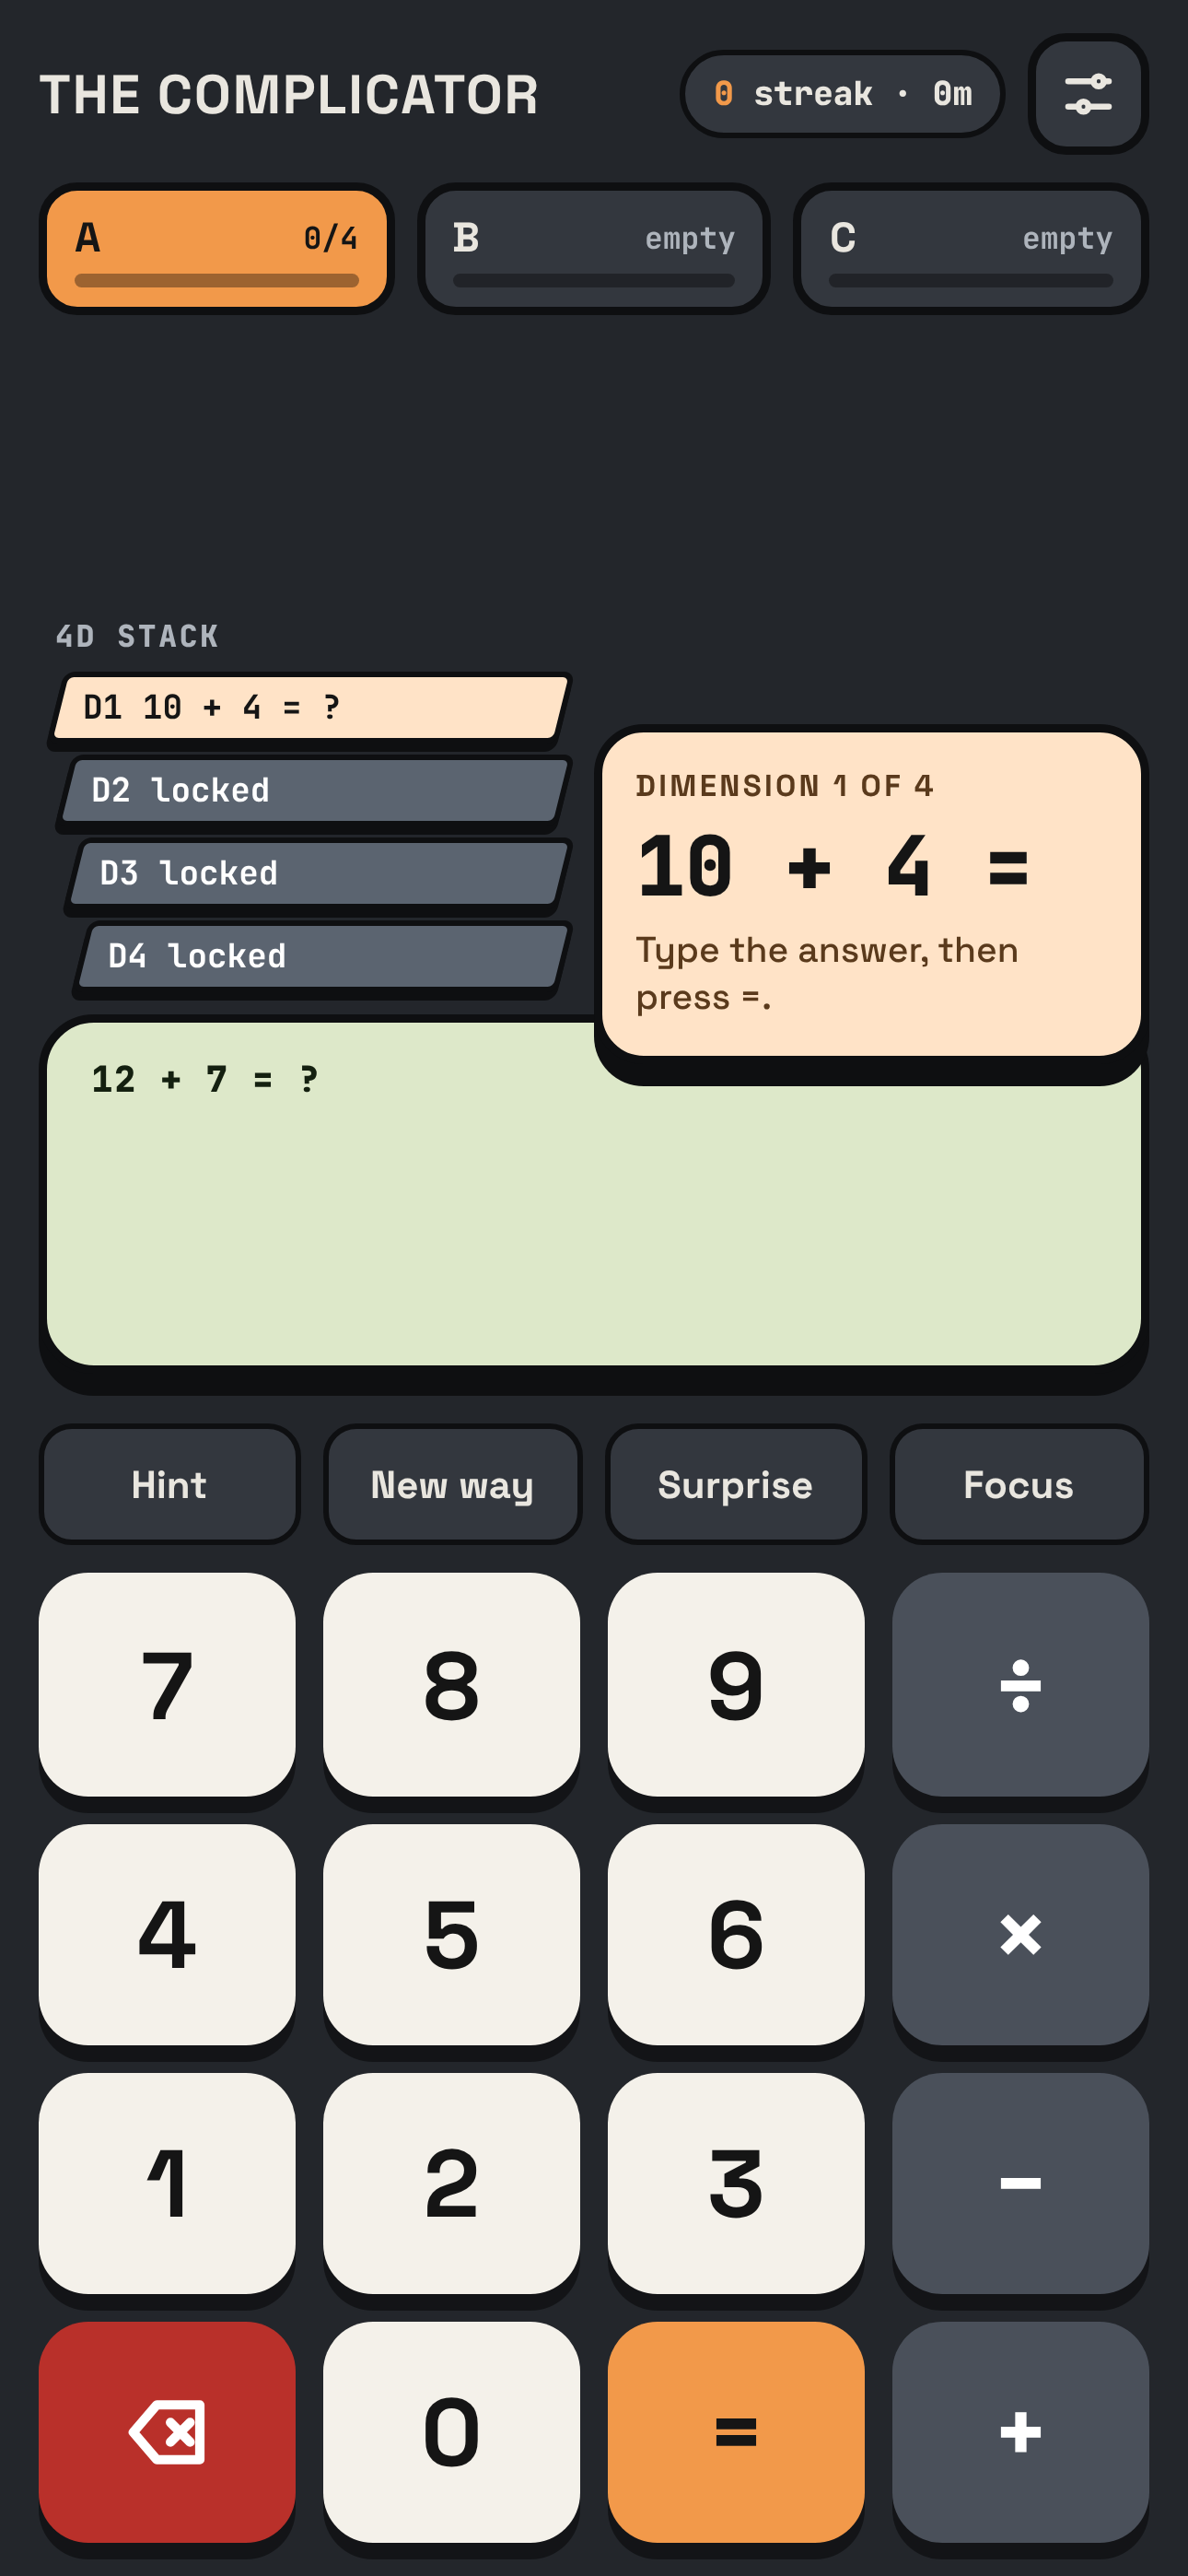 THE COMPLICATOR
0 streak · 0m
A 0/4
B empty
C empty
4D STACK
D1 10 + 4 = ?
D2 locked
D3 locked
D4 locked
DIMENSION 1 OF 4
10 + 4 =
Type the answer, then
press =.
12 + 7 = ?
Hint
New way
Surprise
Focus
7 8 9 ÷
4 5 6 ×
1 2 3 −
0 = +